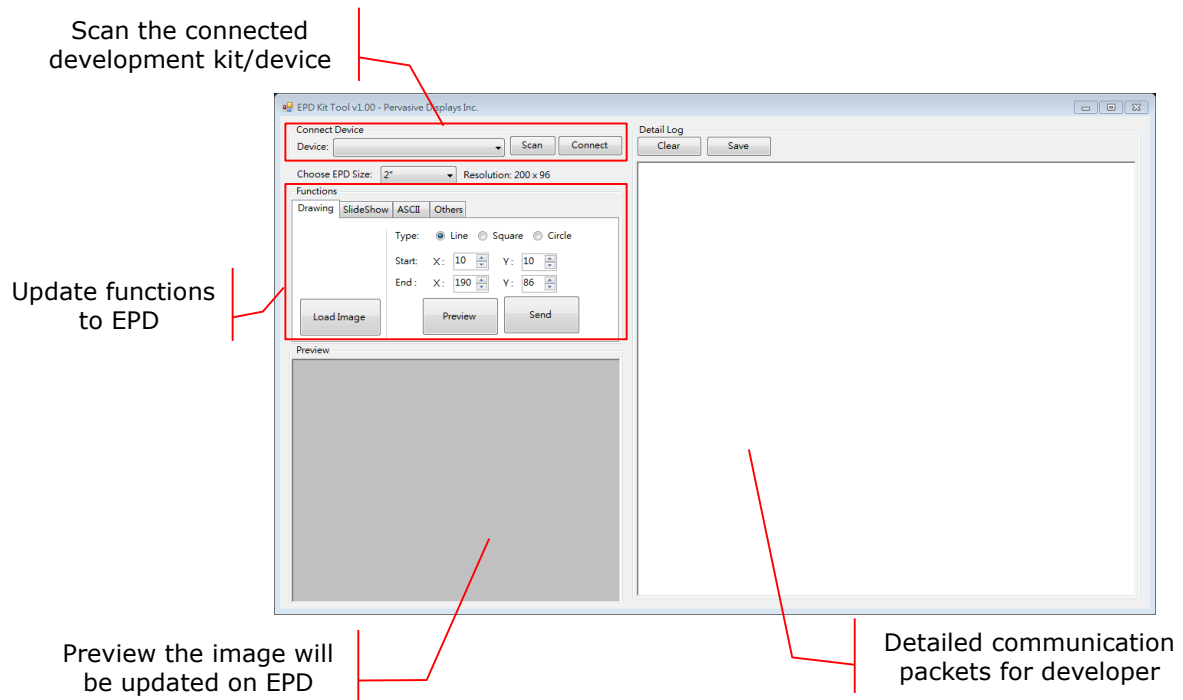 Scan the connected
development kit/device
EPD Kit Tool v1.00 - Pervasive Displays Inc.
Connect Device
Device: Scan Connect
Choose EPD Size: 2" Resolution: 200 x 96
Functions
Drawing SlideShow ASCII Others
Type: Line Square Circle
Start: X: 10 Y: 10
End : X: 190 Y: 86
Load Image Preview Send
Preview
Detail Log
Clear Save
Update functions
to EPD
Preview the image will
be updated on EPD
Detailed communication
packets for developer